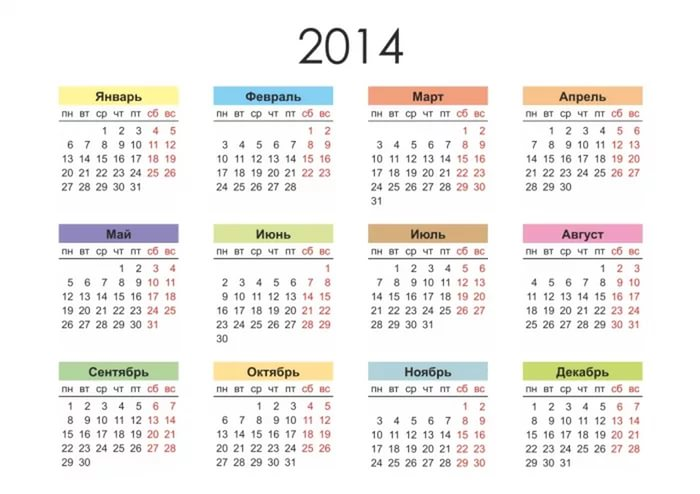 2014
Январь Февраль Март Апрель
пн вт ср чт пт сб вс пн вт ср чт пт сб вс пн вт ср чт пт сб вс пн вт ср чт пт сб вс
1 2 3 4 5 1 2 1 2 1 2 3 4 5 6
6 7 8 9 10 11 12 3 4 5 6 7 8 9 3 4 5 6 7 8 9 7 8 9 10 11 12 13
13 14 15 16 17 18 19 10 11 12 13 14 15 16 10 11 12 13 14 15 16 14 15 16 17 18 19 20
20 21 22 23 24 25 26 17 18 19 20 21 22 23 17 18 19 20 21 22 23 21 22 23 24 25 26 27
27 28 29 30 31 24 25 26 27 28 24 25 26 27 28 29 30 28 29 30
31
Май Июнь Июль Август
пн вт ср чт пт сб вс пн вт ср чт пт сб вс пн вт ср чт пт сб вс пн вт ср чт пт сб вс
1 2 3 4 1 1 2 3 4 5 6 1 2 3
5 6 7 8 9 10 11 2 3 4 5 6 7 8 7 8 9 10 11 12 13 4 5 6 7 8 9 10
12 13 14 15 16 17 18 9 10 11 12 13 14 15 14 15 16 17 18 19 20 11 12 13 14 15 16 17
19 20 21 22 23 24 25 16 17 18 19 20 21 22 21 22 23 24 25 26 27 18 19 20 21 22 23 24
26 27 28 29 30 31 23 24 25 26 27 28 29 28 29 30 31 25 26 27 28 29 30 31
30
Сентябрь Октябрь Ноябрь Декабрь
пн вт ср чт пт сб вс пн вт ср чт пт сб вс пн вт ср чт пт сб вс пн вт ср чт пт сб вс
1 2 3 4 5 6 7 1 2 3 4 5 1 2 1 2 3 4 5 6 7
8 9 10 11 12 13 14 6 7 8 9 10 11 12 3 4 5 6 7 8 9 8 9 10 11 12 13 14
15 16 17 18 19 20 21 13 14 15 16 17 18 19 10 11 12 13 14 15 16 15 16 17 18 19 20 21
22 23 24 25 26 27 28 20 21 22 23 24 25 26 17 18 19 20 21 22 23 22 23 24 25 26 27 28
29 30 27 28 29 30 31 24 25 26 27 28 29 30 29 30 31